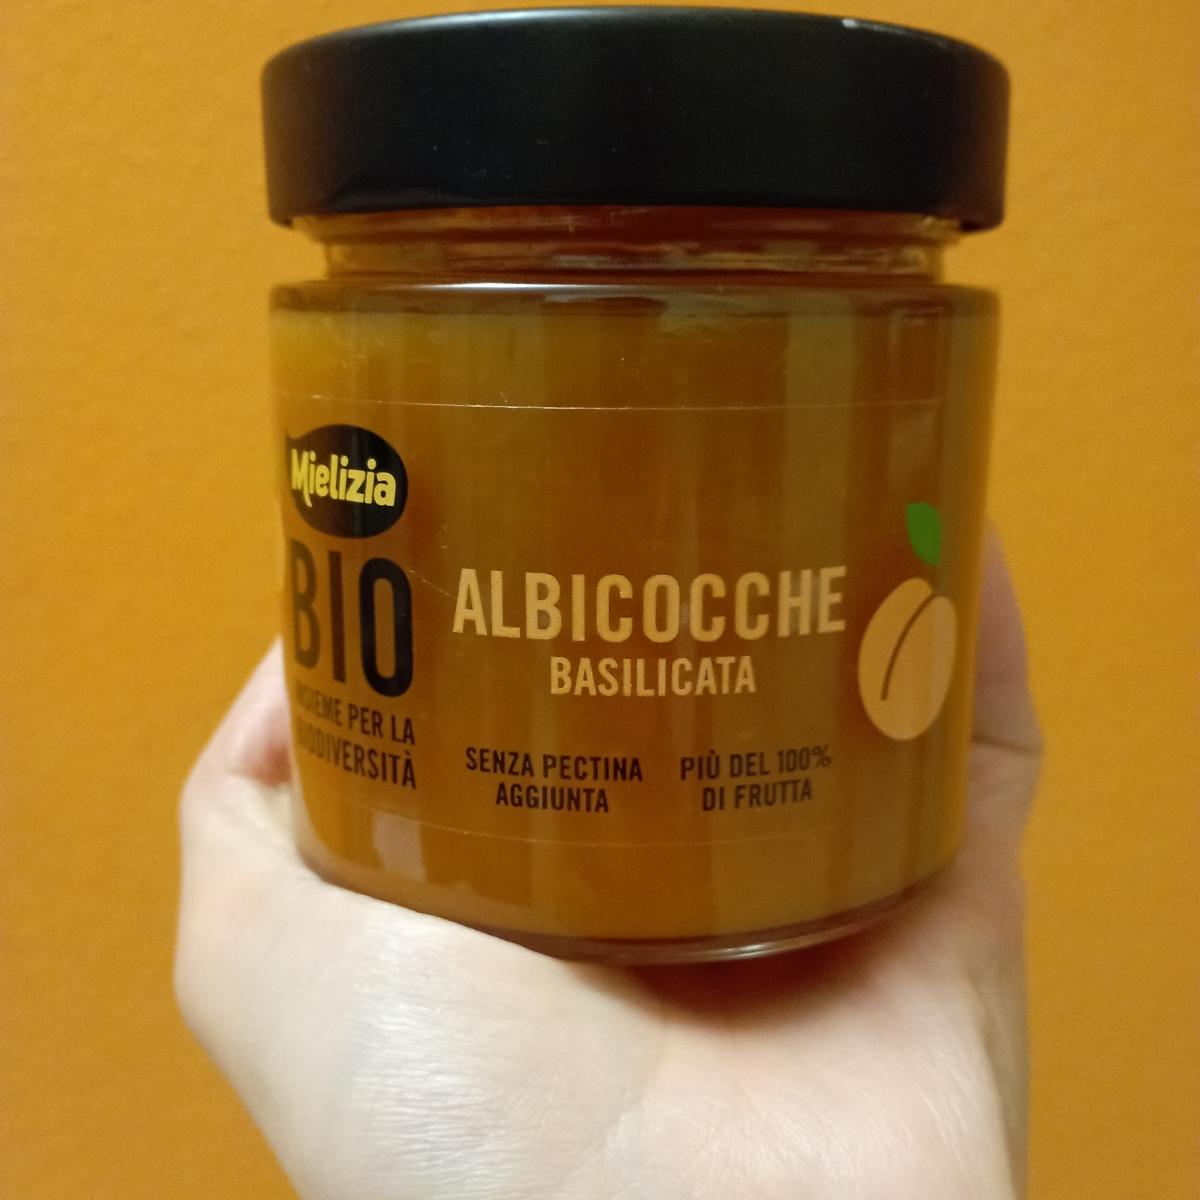 Mielizia
BIO
INSIEME PER LA
BIODIVERSITÀ
ALBICOCCHE
BASILICATA
SENZA PECTINA
AGGIUNTA
PIÙ DEL 100%
DI FRUTTA